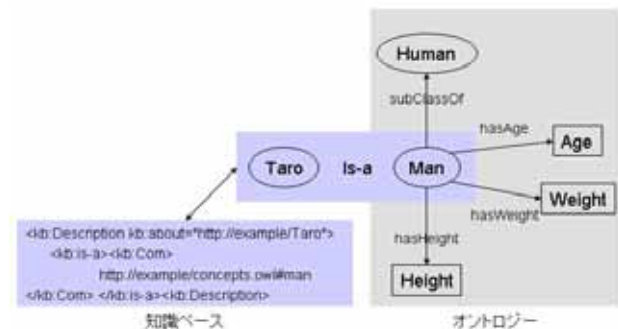 Human
subClassOf
hasAge
Age
Taro Is-a Man
Weight
hasWeight
<kb:Description kb:about="http://example/Taro">
<kb:is-a><kb:Com>
http://example/concepts.owl#man
</kb:Com> </kb:is-a><kb:Description>
hasHeight
Height
知識ベース
オントロジー